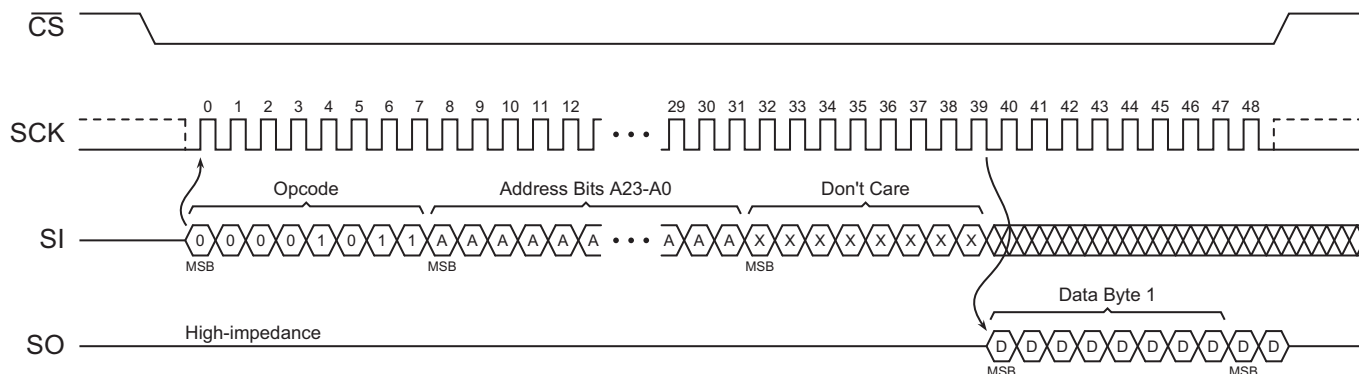 CS
SCK
0 1 2 3 4 5 6 7 8 9 10 11 12 29 30 31 32 33 34 35 36 37 38 39 40 41 42 43 44 45 46 47 48
Opcode Address Bits A23-A0 Don't Care
SI
0 0 0 0 1 0 1 1 A A A A A A A A A X X X X X X X X
MSB MSB MSB
Data Byte 1
High-impedance
SO
D D D D D D D D D D
MSB MSB